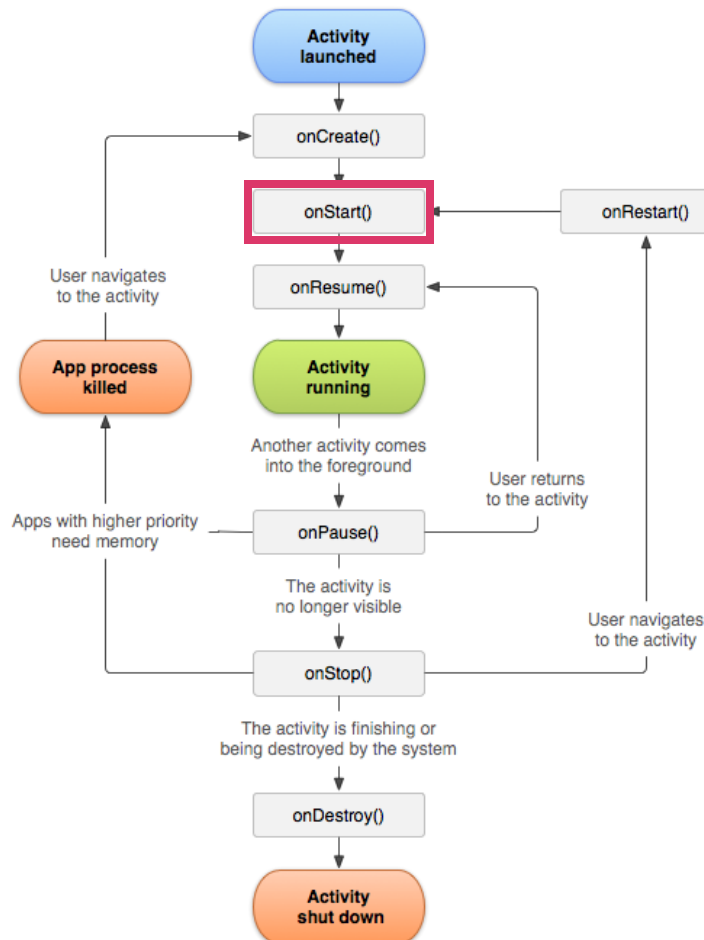 Activity
launched
onCreate()
onStart()
onRestart()
onResume()
User navigates
to the activity
App process
killed
Activity
running
Another activity comes
into the foreground
User returns
to the activity
Apps with higher priority
need memory
onPause()
The activity is
no longer visible
User navigates
to the activity
onStop()
The activity is finishing or
being destroyed by the system
onDestroy()
Activity
shut down